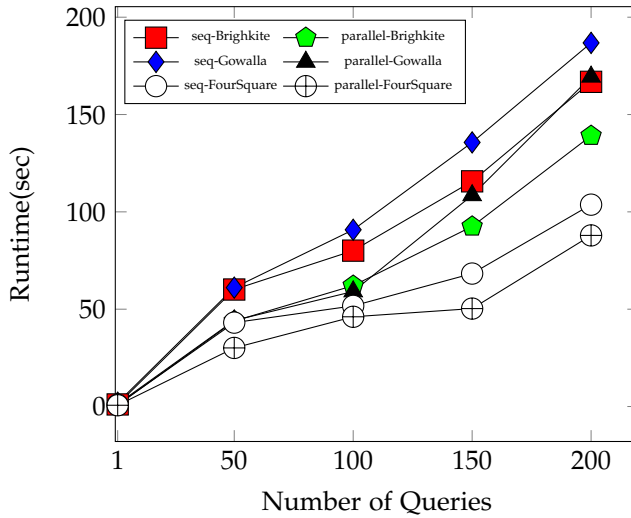 200
150
100
50
0
Runtime(sec)
seq-Brighkite parallel-Brighkite
seq-Gowalla parallel-Gowalla
seq-FourSquare parallel-FourSquare
1 50 100 150 200
Number of Queries